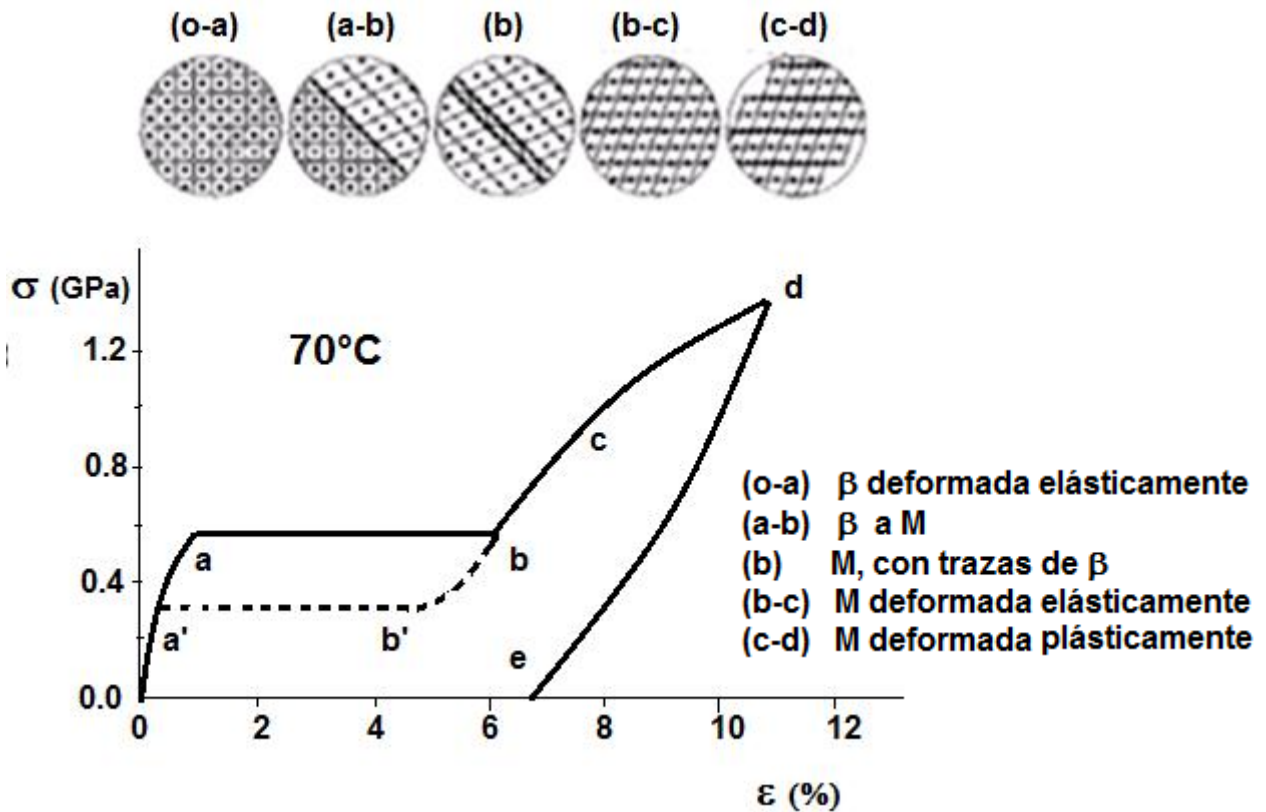 (o-a) (a-b) (b) (b-c) (c-d)
σ (GPa)
d
1.2
70°C
c
0.8
(o-a) β deformada elásticamente
(a-b) β a M
a b
(b) M, con trazas de β
0.4
(b-c) M deformada elásticamente
a' b'
(c-d) M deformada plásticamente
e
0.0
0 2 4 6 8 10 12
ε (%)